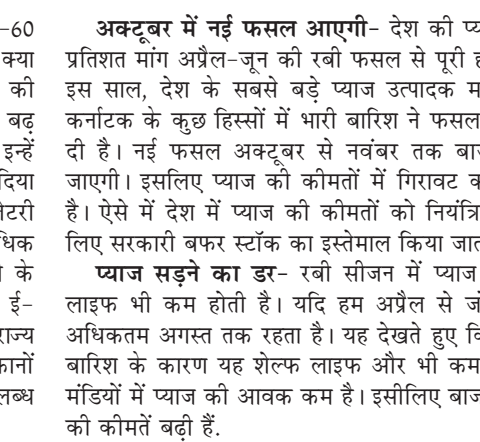 –60
क्या
की
बढ़
इन्हें
दिया
धिक
के
ई–
राज्य
कानों
लब्ध
अक्टूबर में नई फसल आएगी– देश की
प्रतिशत मांग अप्रैल–जून की रबी फसल से पूरी
इस साल, देश के सबसे बड़े प्याज उत्पादक
कर्नाटक के कुछ हिस्सों में भारी बारिश ने फसल
दी है। नई फसल अक्टूबर से नवंबर तक
जाएगी। इसलिए प्याज की कीमतों में गिरावट
है। ऐसे में देश में प्याज की कीमतों को
लिए सरकारी बफर स्टॉक का इस्तेमाल किया
प्याज सड़ने का डर– रबी सीजन में प्याज
लाइफ भी कम होती है। यदि हम अप्रैल से
अधिकतम अगस्त तक रहता है। यह देखते हुए
बारिश के कारण यह शेल्फ लाइफ और भी कम
मंडियों में प्याज की आवक कम है। इसीलिए
की कीमतें बढ़ी हैं.